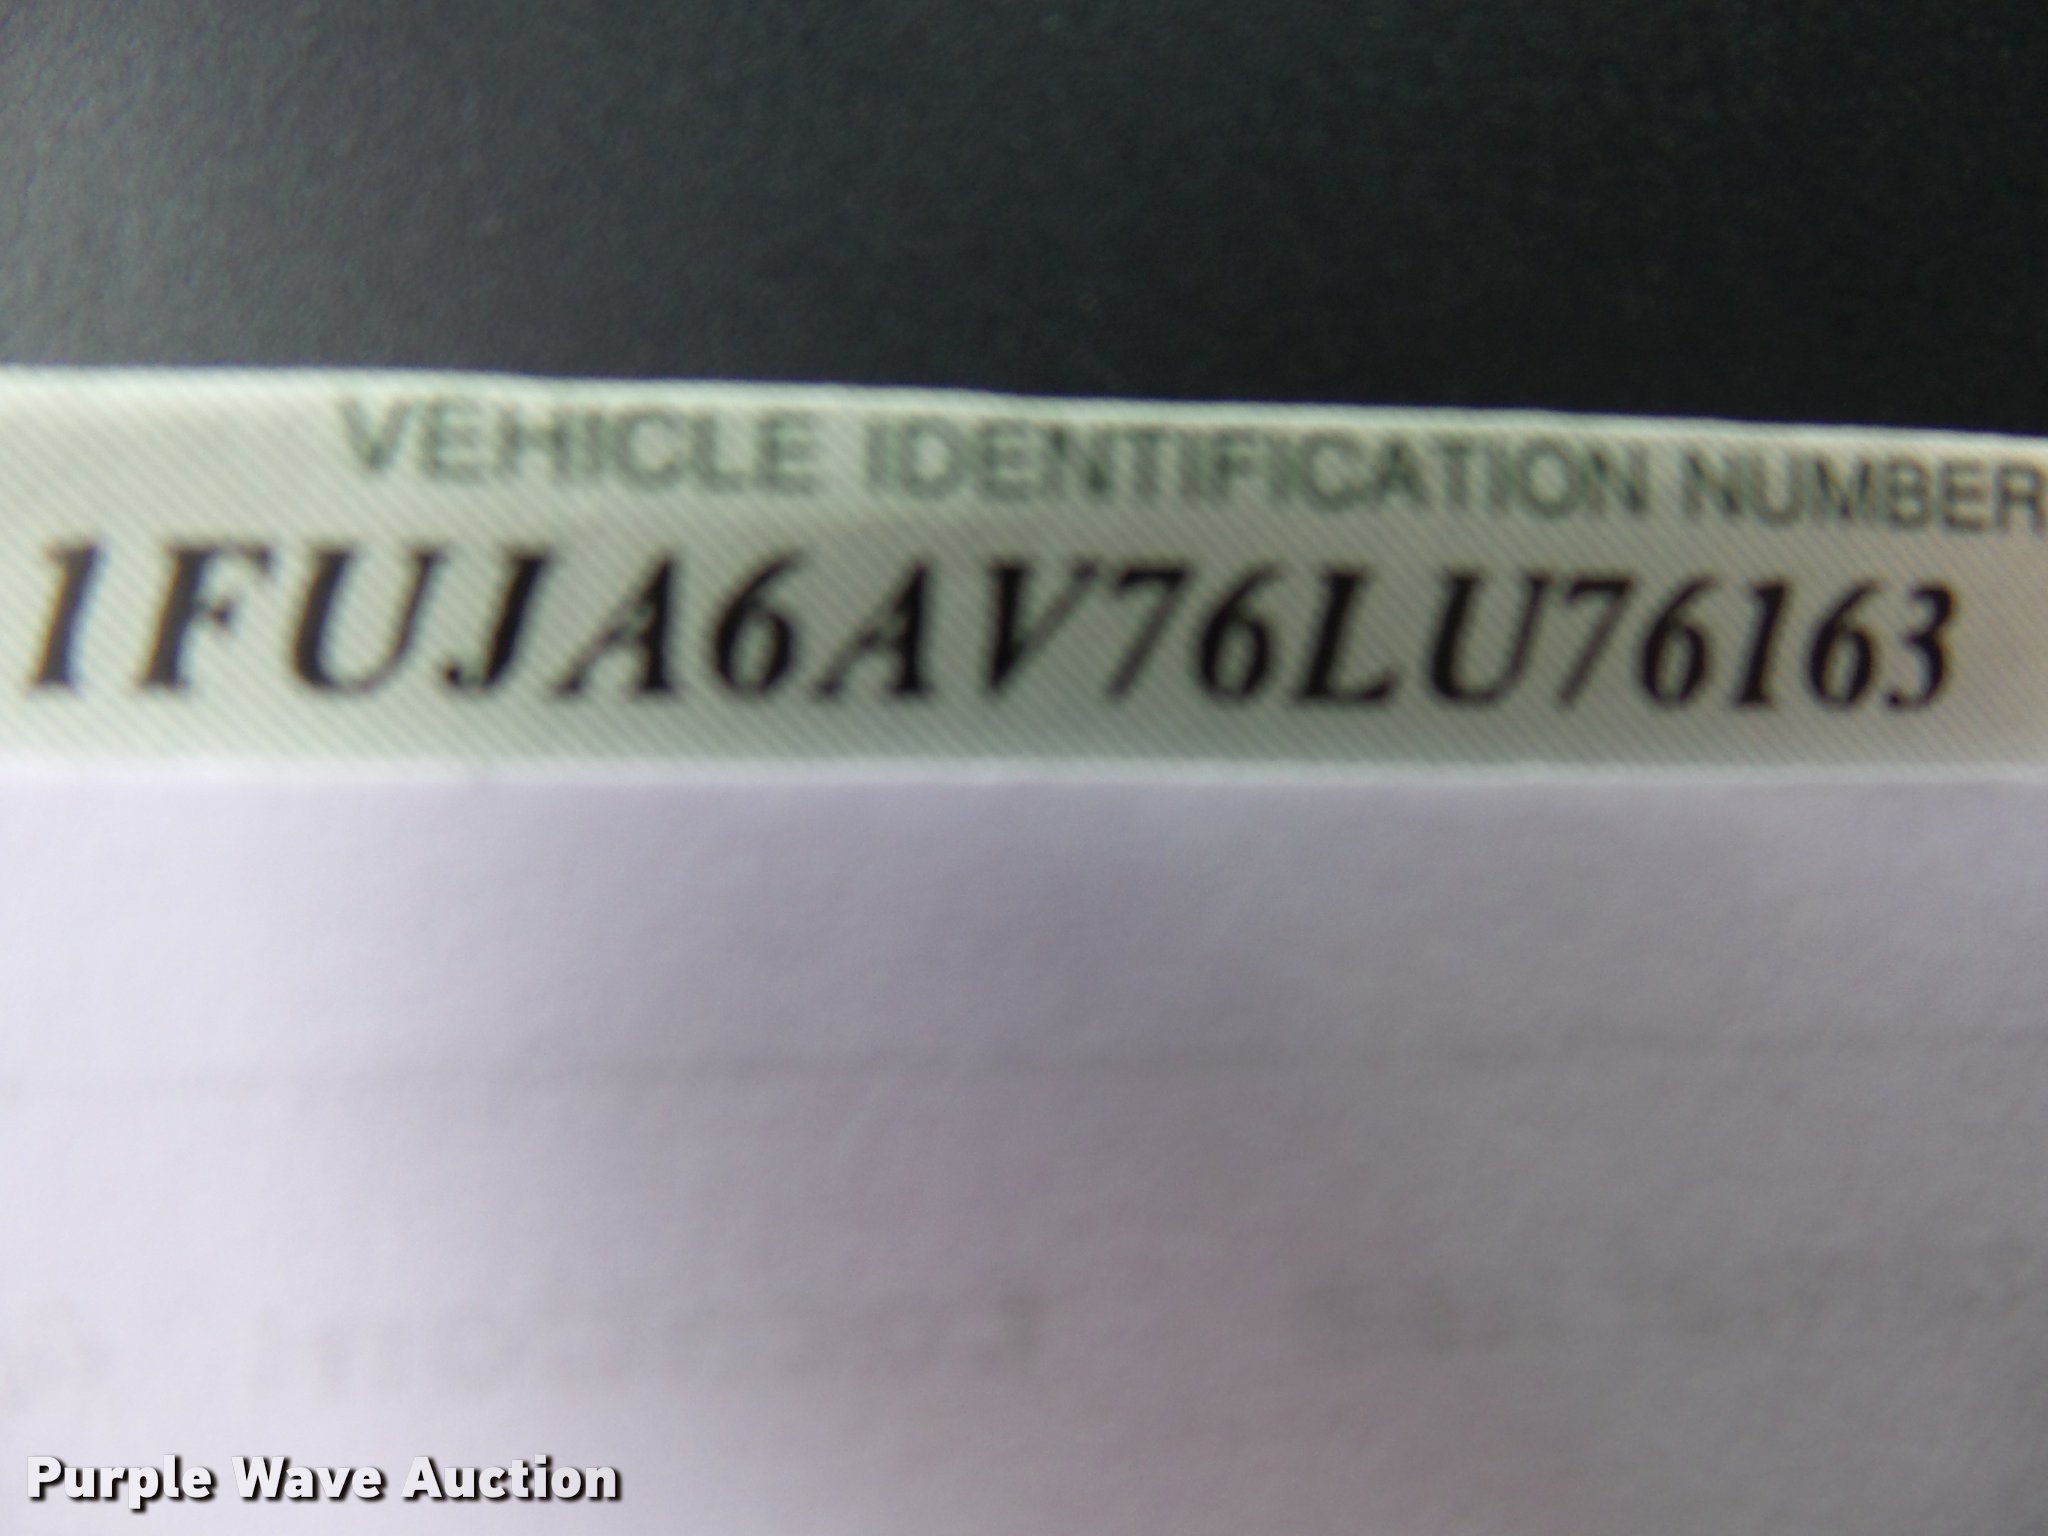 VEHICLE IDENTIFICATION NUMBER
1FUJA6AV76LU76163
Purple Wave Auction